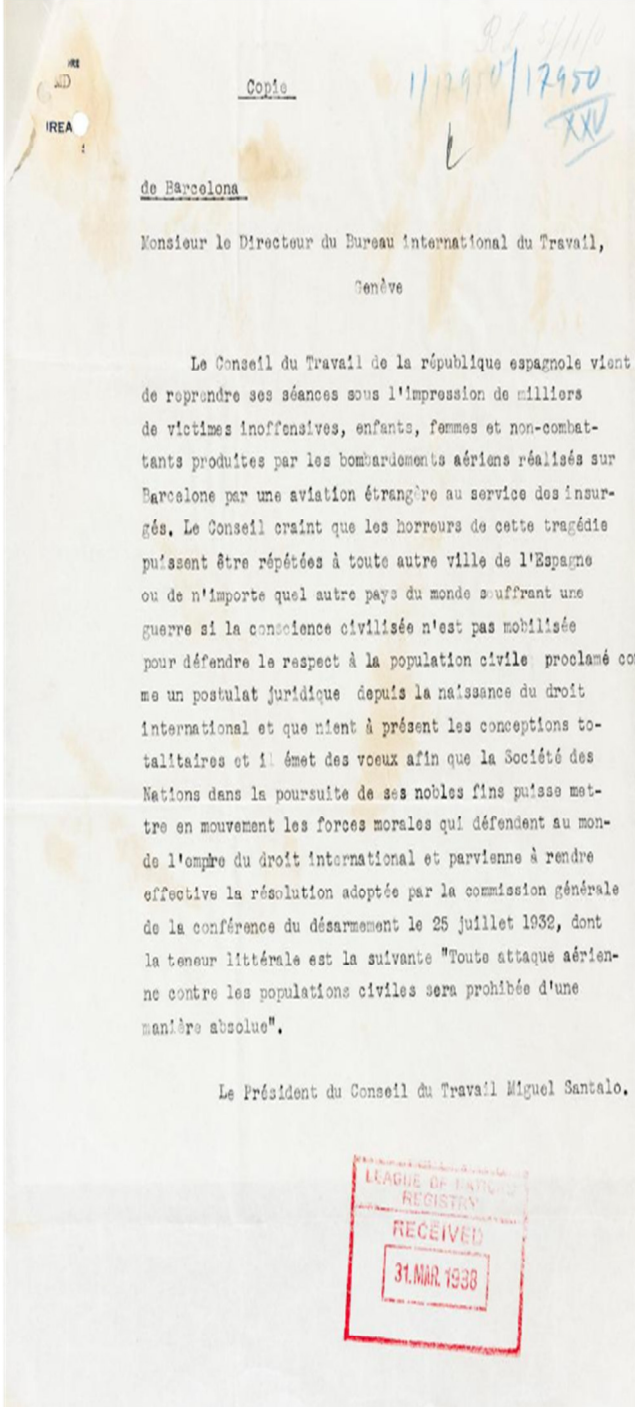 IREA
Copie
1/17950/17950
XXV
de Barcelona
Monsieur le Directeur du Bureau international du Travail,
Genève
Le Conseil du Travail de la république espagnole vient
de reprendre ses séances sous l'impression de milliers
de victimes inoffensives, enfants, femmes et non-combat-
tants produites par les bombardements aériens réalisés sur
Barcelone par une aviation étrangère au service des insur-
gés. Le Conseil craint que les horreurs de cette tragédie
puissent être répétées à toute autre ville de l'Espagne
ou de n'importe quel autre pays du monde souffrant une
guerre si la conscience civilisée n'est pas mobilisée
pour défendre le respect à la population civile proclamé co
me un postulat juridique depuis la naissance du droit
international et que nient à présent les conceptions to-
talitaires et il émet des voeux afin que la Société des
Nations dans la poursuite de ses nobles fins puisse met-
tre en mouvement les forces morales qui défendent au mon-
de l'empire du droit international et parvienne à rendre
effective la résolution adoptée par la commission générale
de la conférence du désarmement le 25 juillet 1932, dont
la teneur littérale est la suivante "Toute attaque aérien-
ne contre les populations civiles sera prohibée d'une
manière absolue".
Le Président du Conseil du Travail Miguel Santalo.
LEAGUE OF NATIONS
REGISTRY
RECEIVED
31.MAR.1938